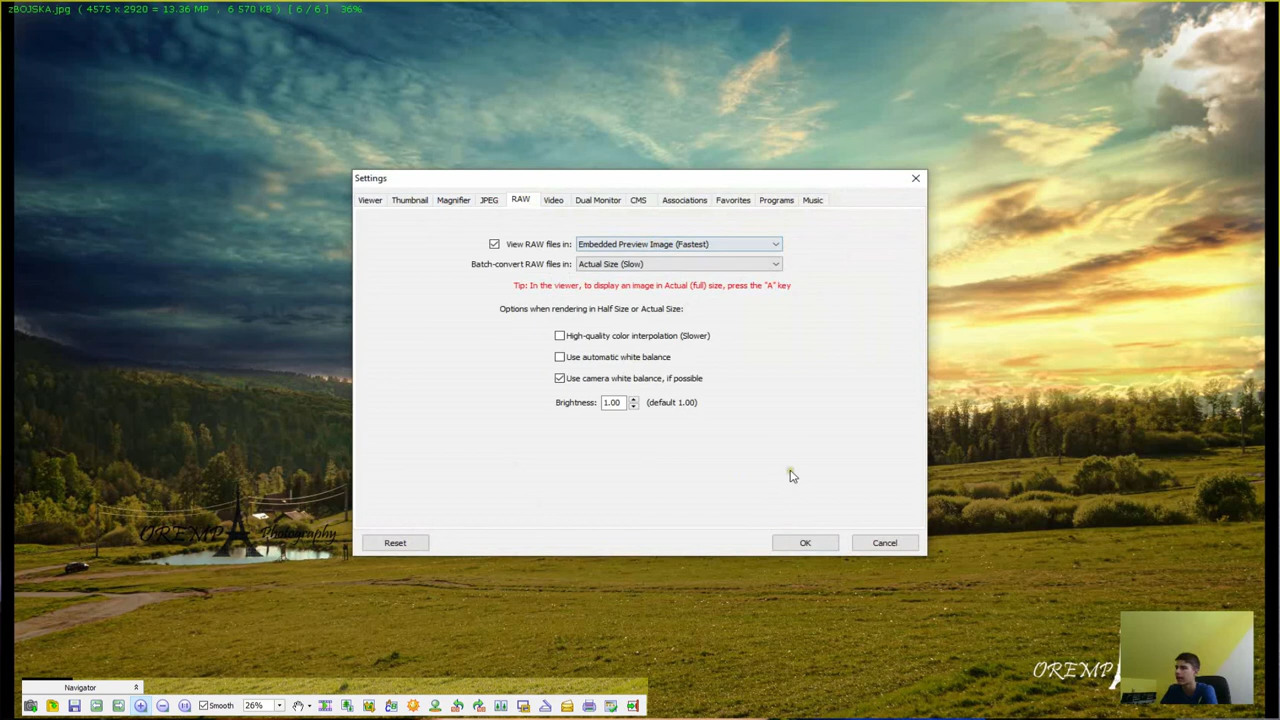 zBOJSKA.jpg ( 4575 x 2920 = 13.36 MP , 6 570 KB ) [ 6 / 6 ] 36%
Settings
Viewer Thumbnail Magnifier JPEG RAW Video Dual Monitor CMS Associations Favorites Programs Music
View RAW files in: Embedded Preview Image (Fastest)
Batch-convert RAW files in: Actual Size (Slow)
Tip: In the viewer, to display an image in Actual (full) size, press the "A" key
Options when rendering in Half Size or Actual Size:
High-quality color interpolation (Slower)
Use automatic white balance
Use camera white balance, if possible
Brightness: 1.00 (default 1.00)
Reset OK Cancel
OREMP Photography
OREMP
Navigator
Smooth 26%